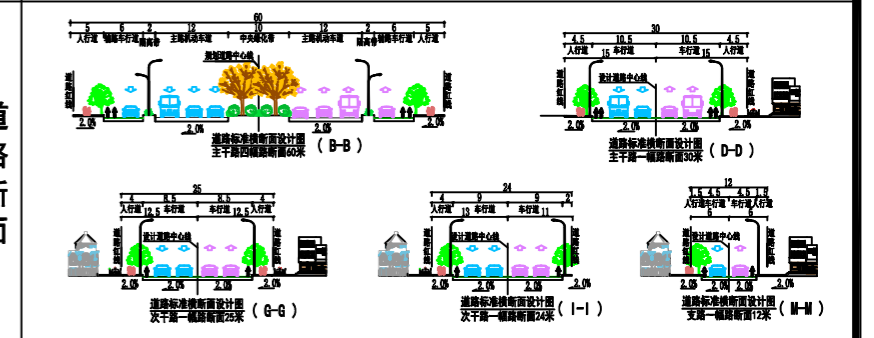 道路断面
60
5 6 2 12 10 12 2 6 5
人行道 辅路车行道 隔离带 主路机动车道 中央绿化带 主路机动车道 隔离带 辅路车行道 人行道
规划道路中心线
道路红线 道路红线
2.0% 2.0% 2.0% 2.0%
道路标准横断面设计图
主干路四幅路断面60米
( B-B )
30
4.5 10.5 10.5 4.5
人行道 车行道 车行道 人行道
15 15
设计道路中心线
道路红线 道路红线
2.0% 2.0% 2.0% 2.0%
道路标准横断面设计图
主干路一幅路断面30米
( D-D )
25
4 8.5 8.5 4
人行道 车行道 车行道 人行道
12.5 12.5
设计道路中心线
道路红线 道路红线
2.0% 2.0% 2.0% 2.0%
道路标准横断面设计图
次干路一幅路断面25米
( G-G )
24
4 9 9 2
人行道 车行道 车行道
13 11
设计道路中心线
道路红线 道路红线
2.0% 2.0% 2.0% 2.0%
道路标准横断面设计图
次干路一幅路断面24米
( I-I )
12
1.5 4.5 4.5 1.5
人行道 车行道 车行道 人行道
6 6
设计道路中心线
道路红线 道路红线
2.0% 2.0% 2.0% 2.0%
道路标准横断面设计图
支路一幅路断面12米
( M-M )